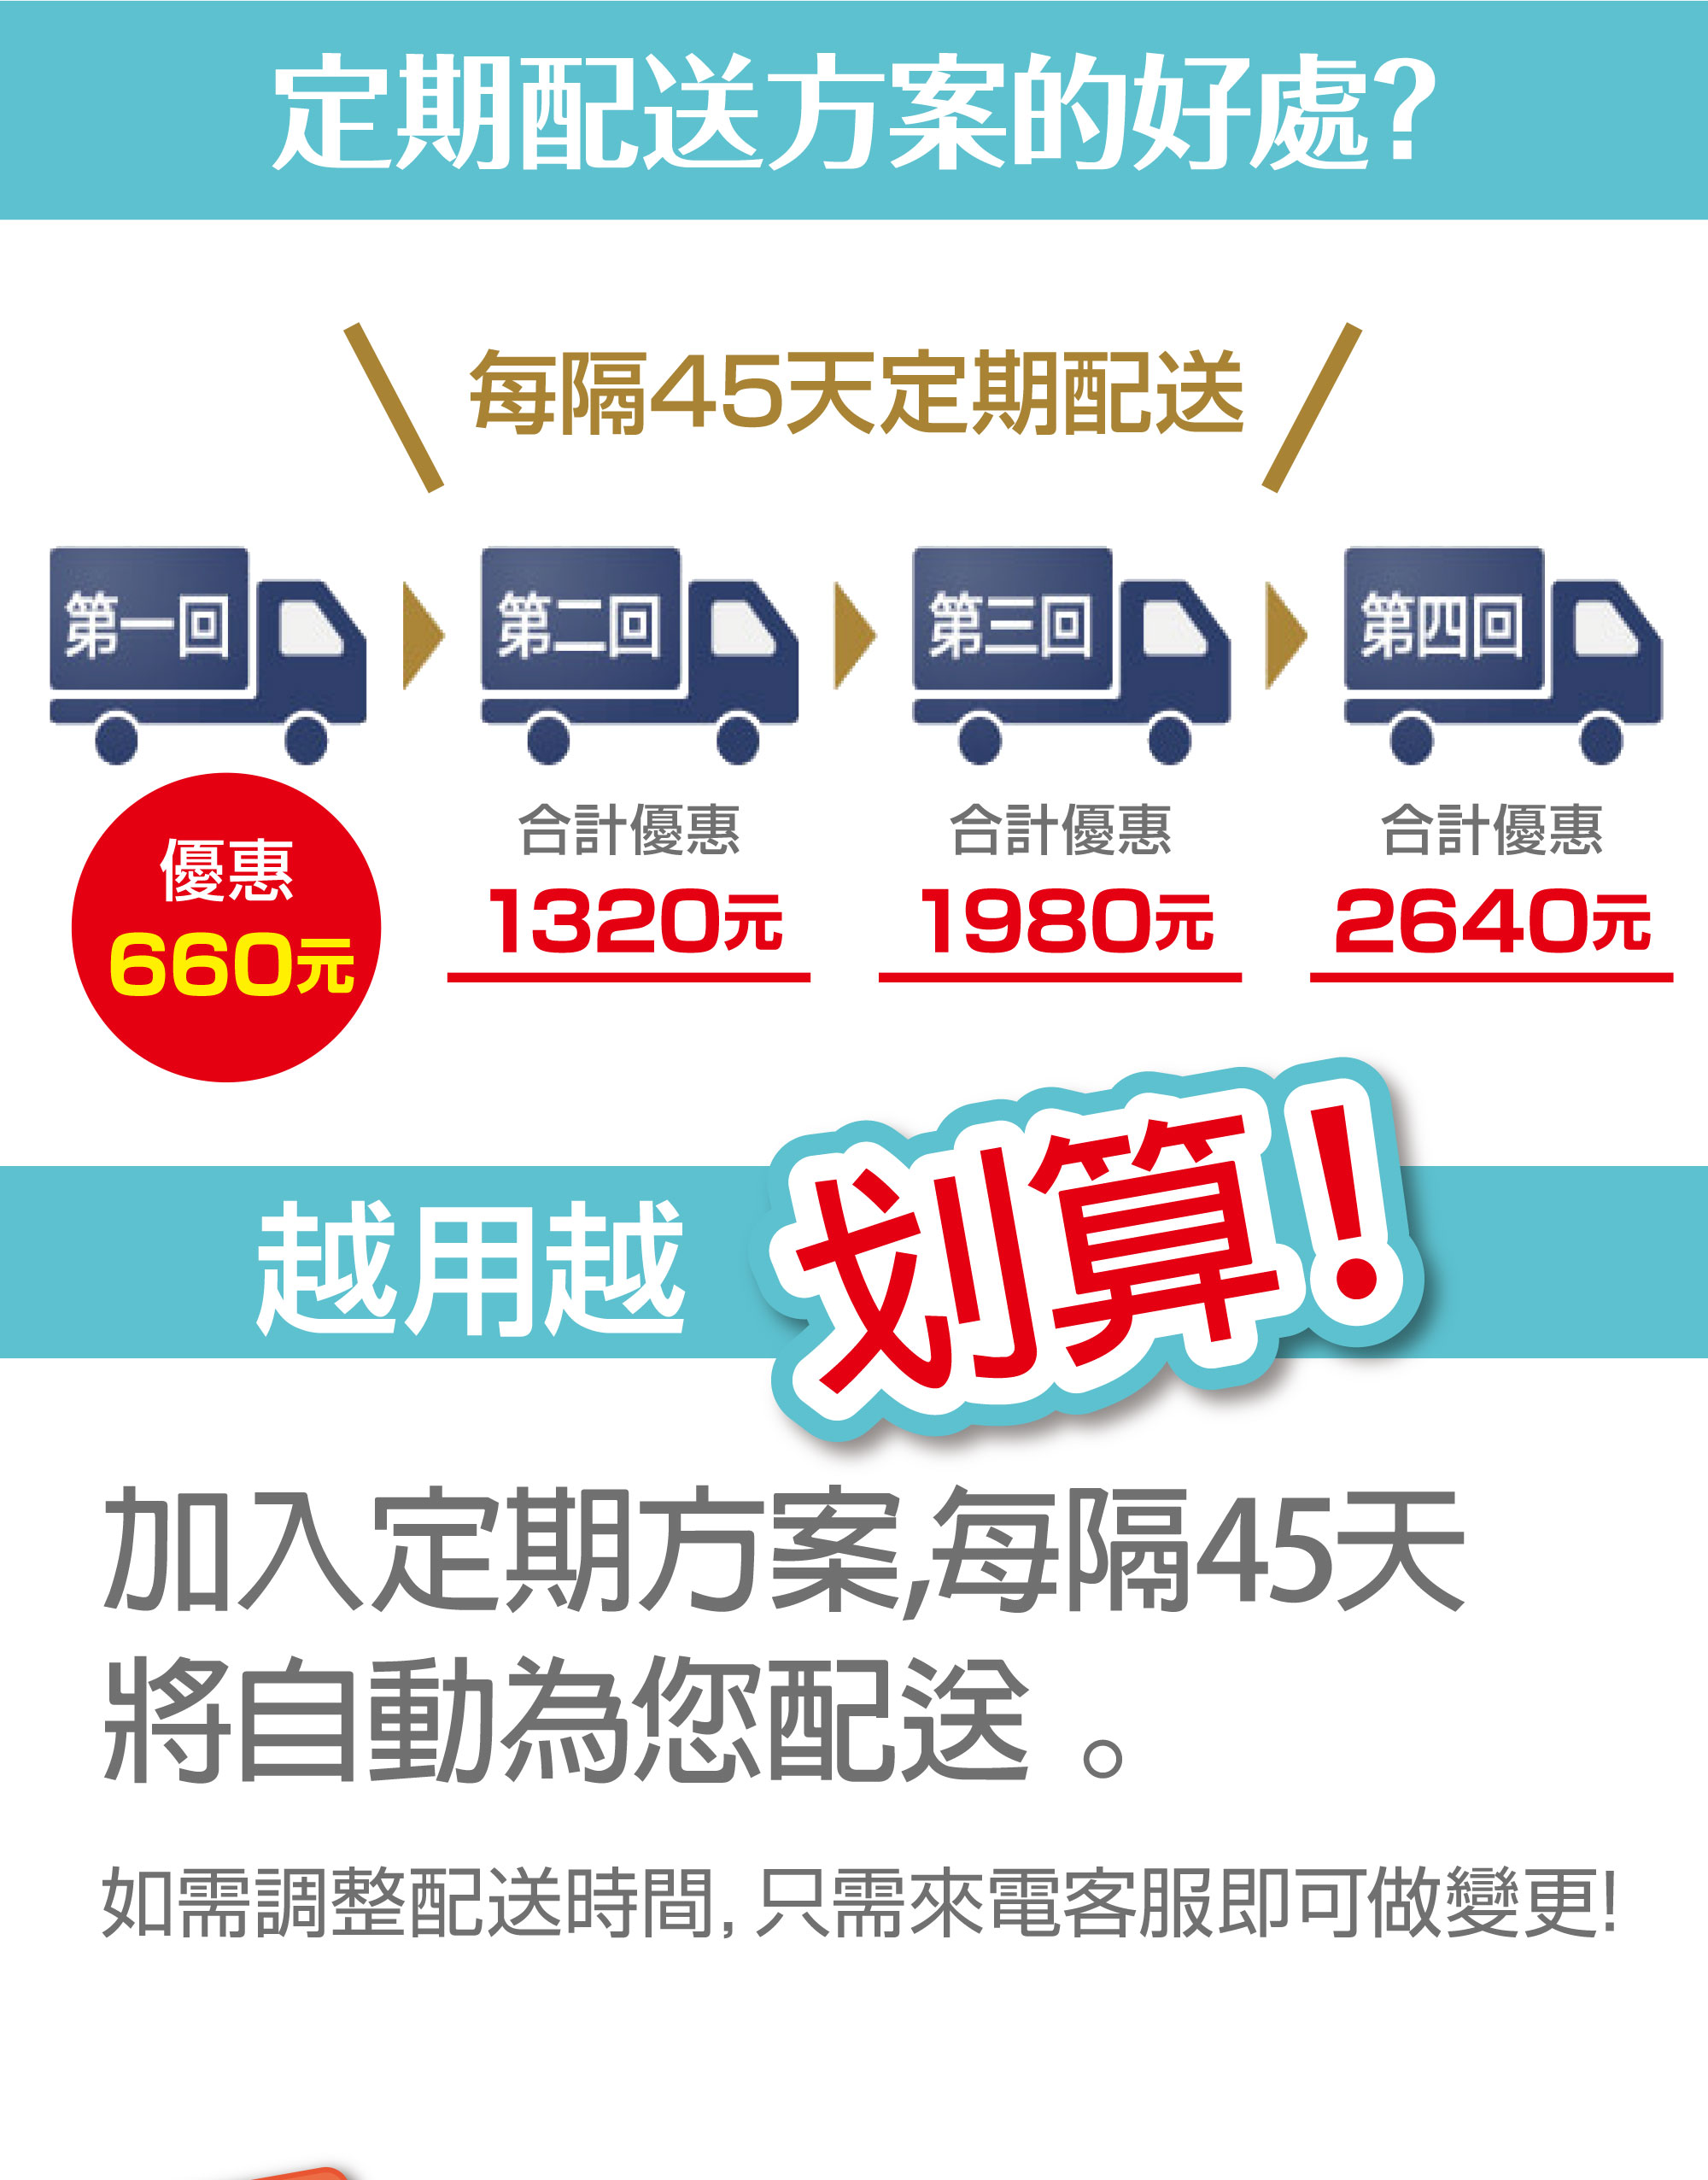 定期配送方案的好處?
每隔45天定期配送
第一回
第二回
第三回
第四回
優惠
660元
合計優惠
1320元
合計優惠
1980元
合計優惠
2640元
越用越
划算!
加入定期方案,每隔45天
將自動為您配送。
如需調整配送時間,只需來電客服即可做變更!